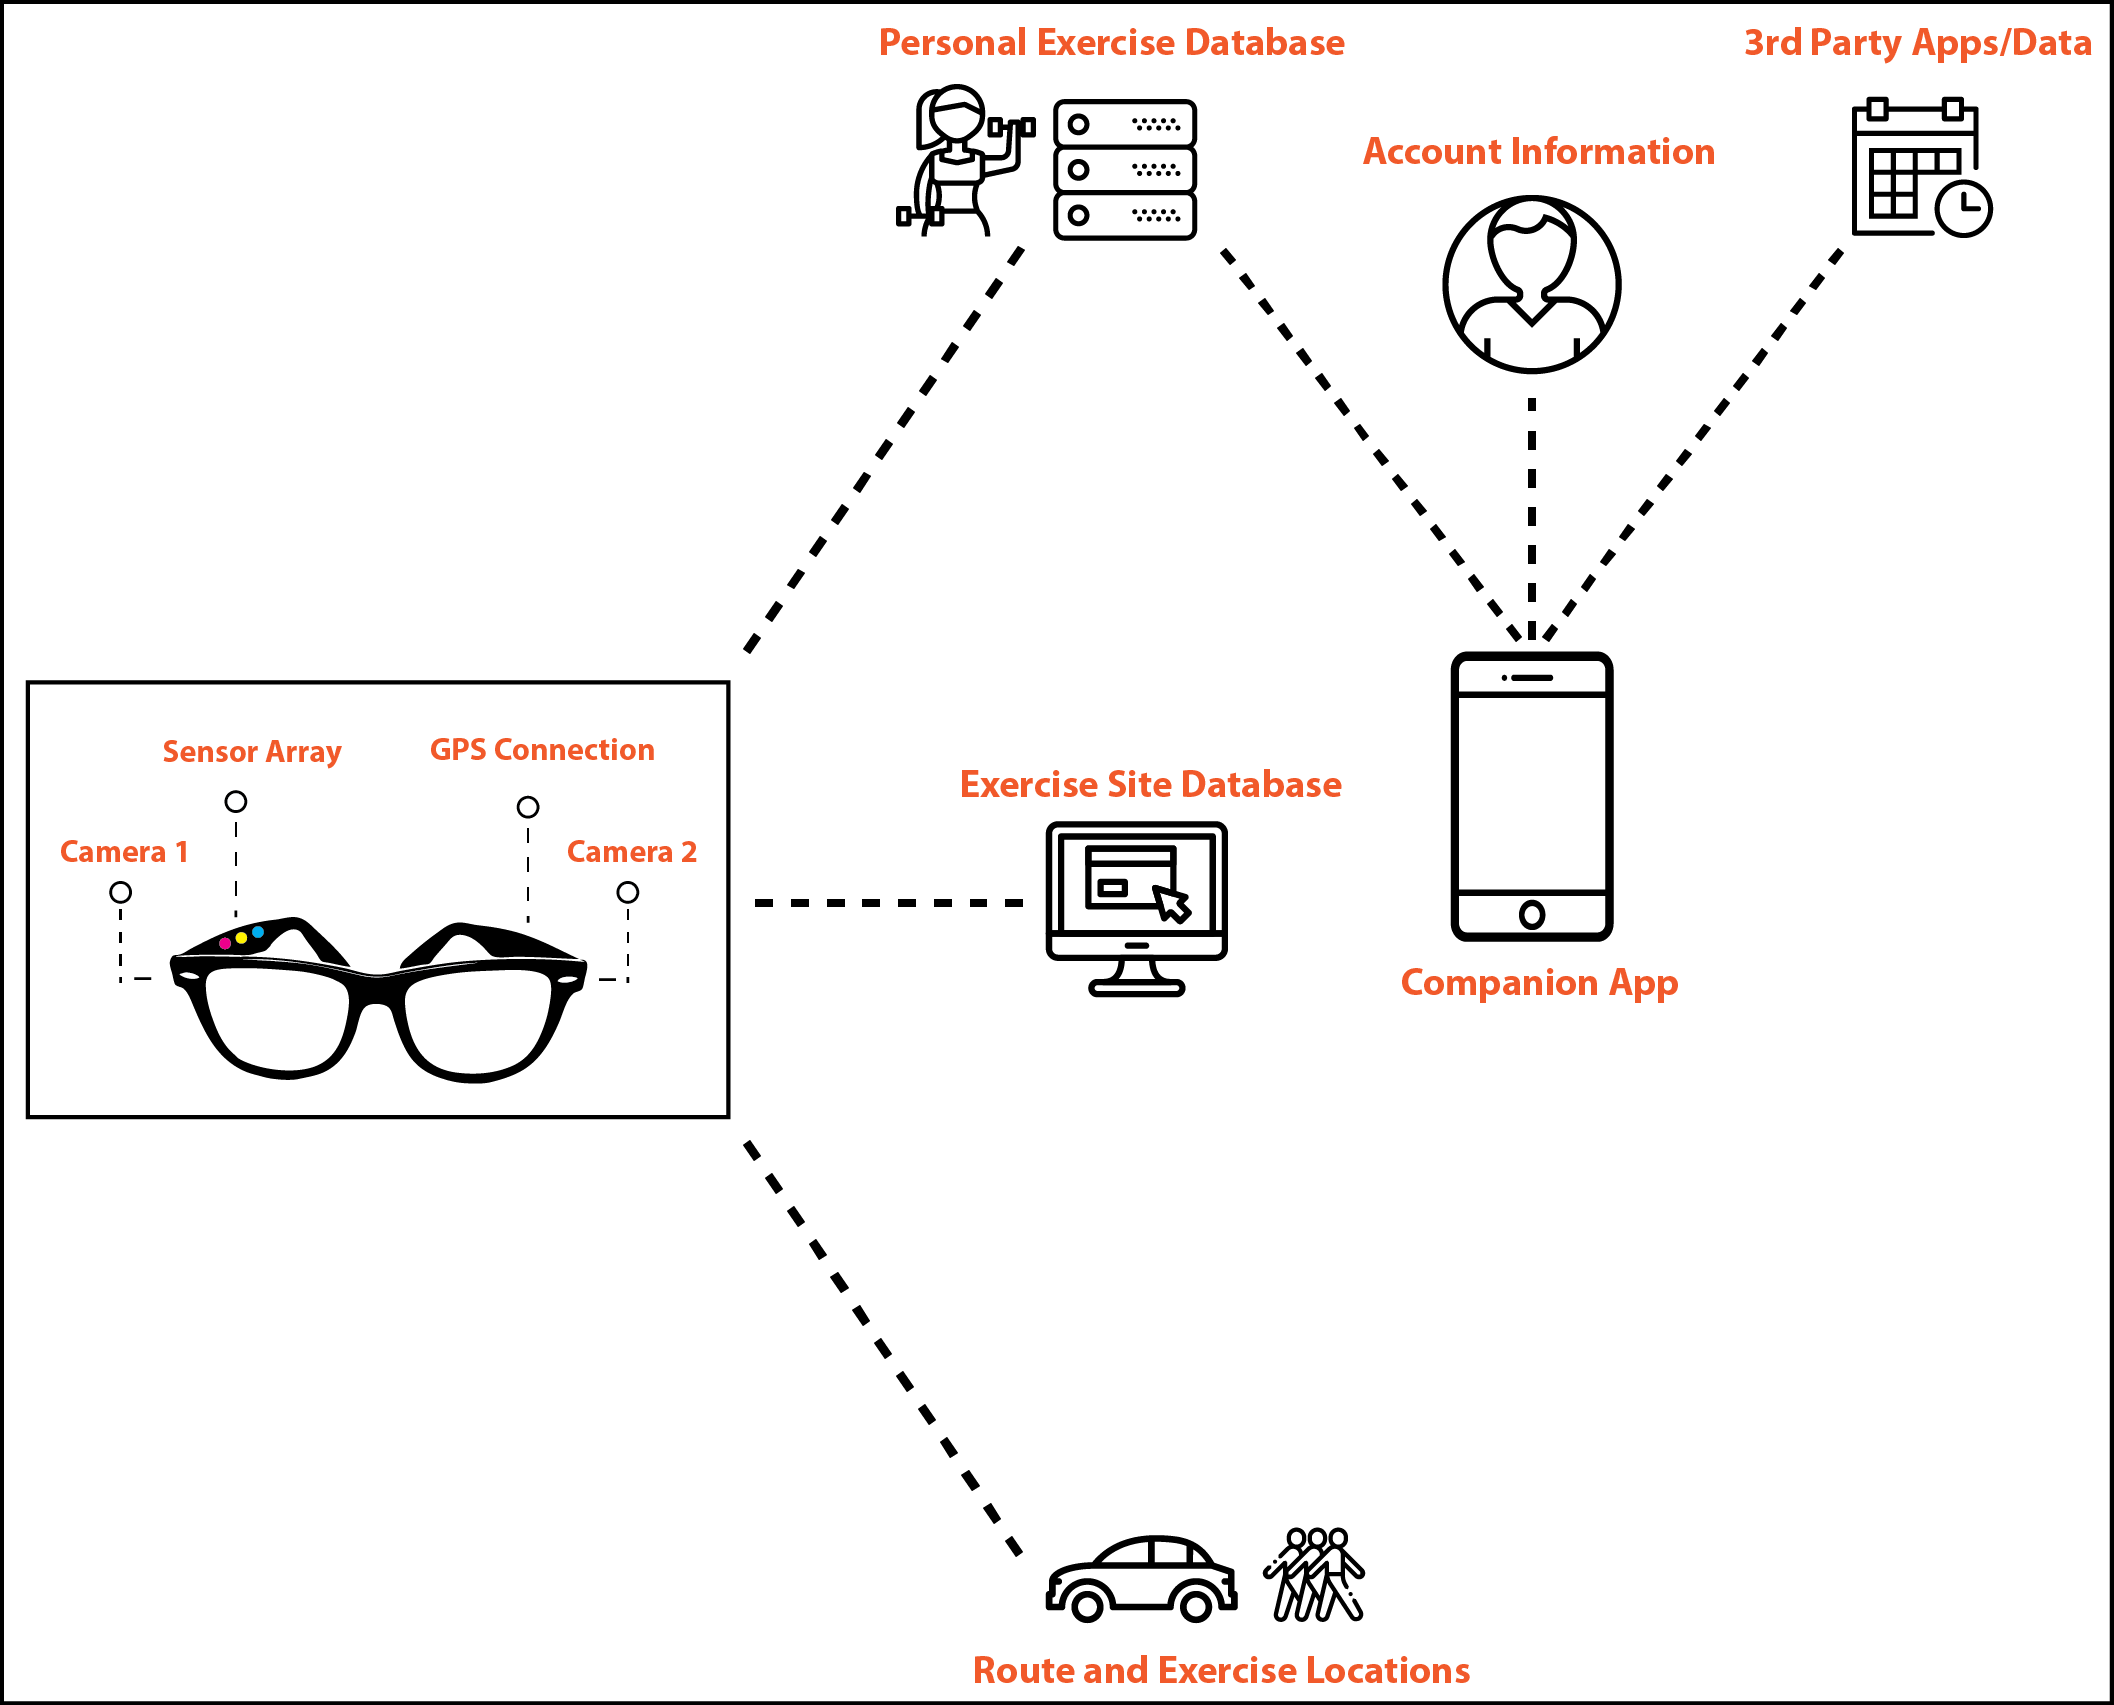 Personal Exercise Database
3rd Party Apps/Data
Account Information
Sensor Array
GPS Connection
Camera 1
Camera 2
Exercise Site Database
Companion App
Route and Exercise Locations